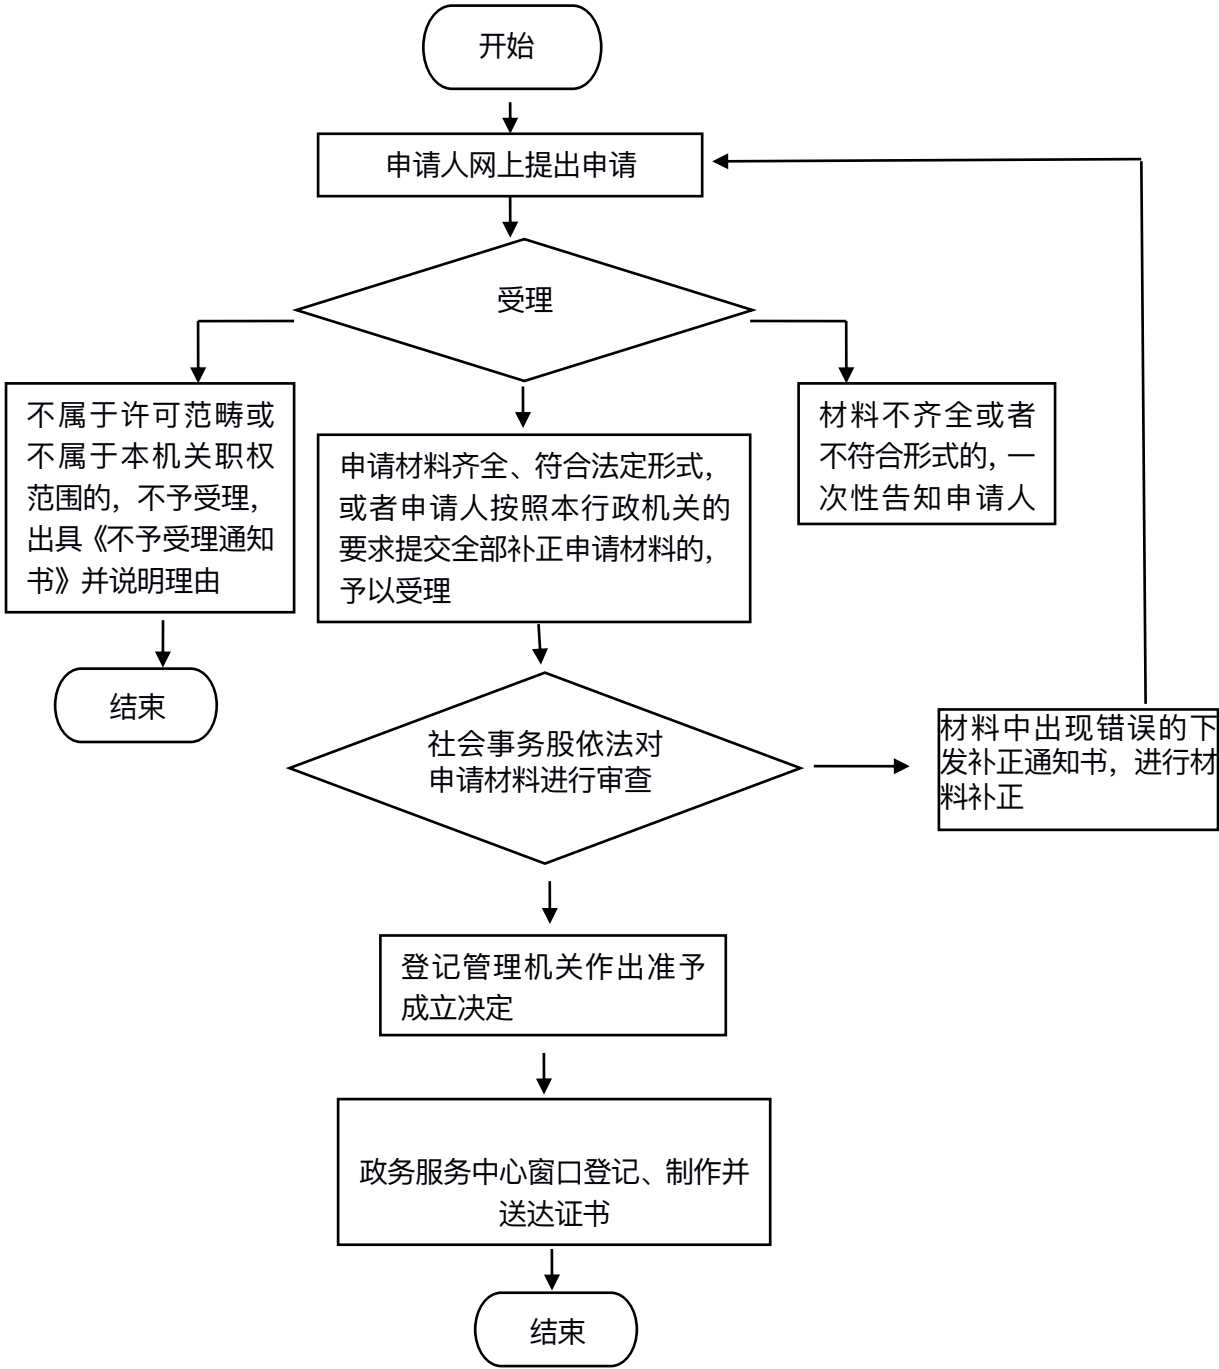 开始
申请人网上提出申请
受理
不属于许可范畴或
不属于本机关职权
范围的，不予受理，
出具《不予受理通知
书》并说明理由
申请材料齐全、符合法定形式，
或者申请人按照本行政机关的
要求提交全部补正申请材料的，
予以受理
材料不齐全或者
不符合形式的，一
次性告知申请人
结束
社会事务股依法对
申请材料进行审查
材料中出现错误的下
发补正通知书，进行材
料补正
登记管理机关作出准予
成立决定
政务服务中心窗口登记、制作并
送达证书
结束